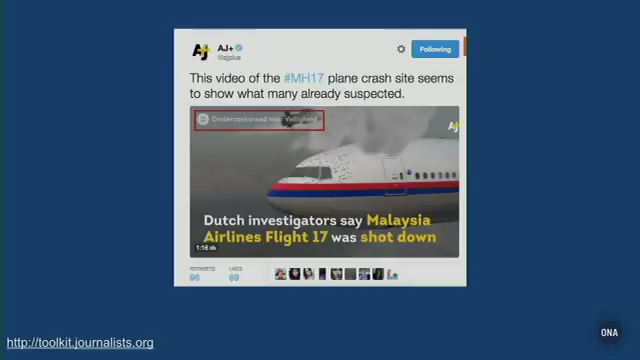 AJ+
@ajplus
Following
This video of the #MH17 plane crash site seems
to show what many already suspected.
Onderzoeksraad voor Veiligheid
Dutch investigators say Malaysia
Airlines Flight 17 was shot down
1:16
RETWEETS
LIKES
96
69
ONA
http://toolkit.journalists.org